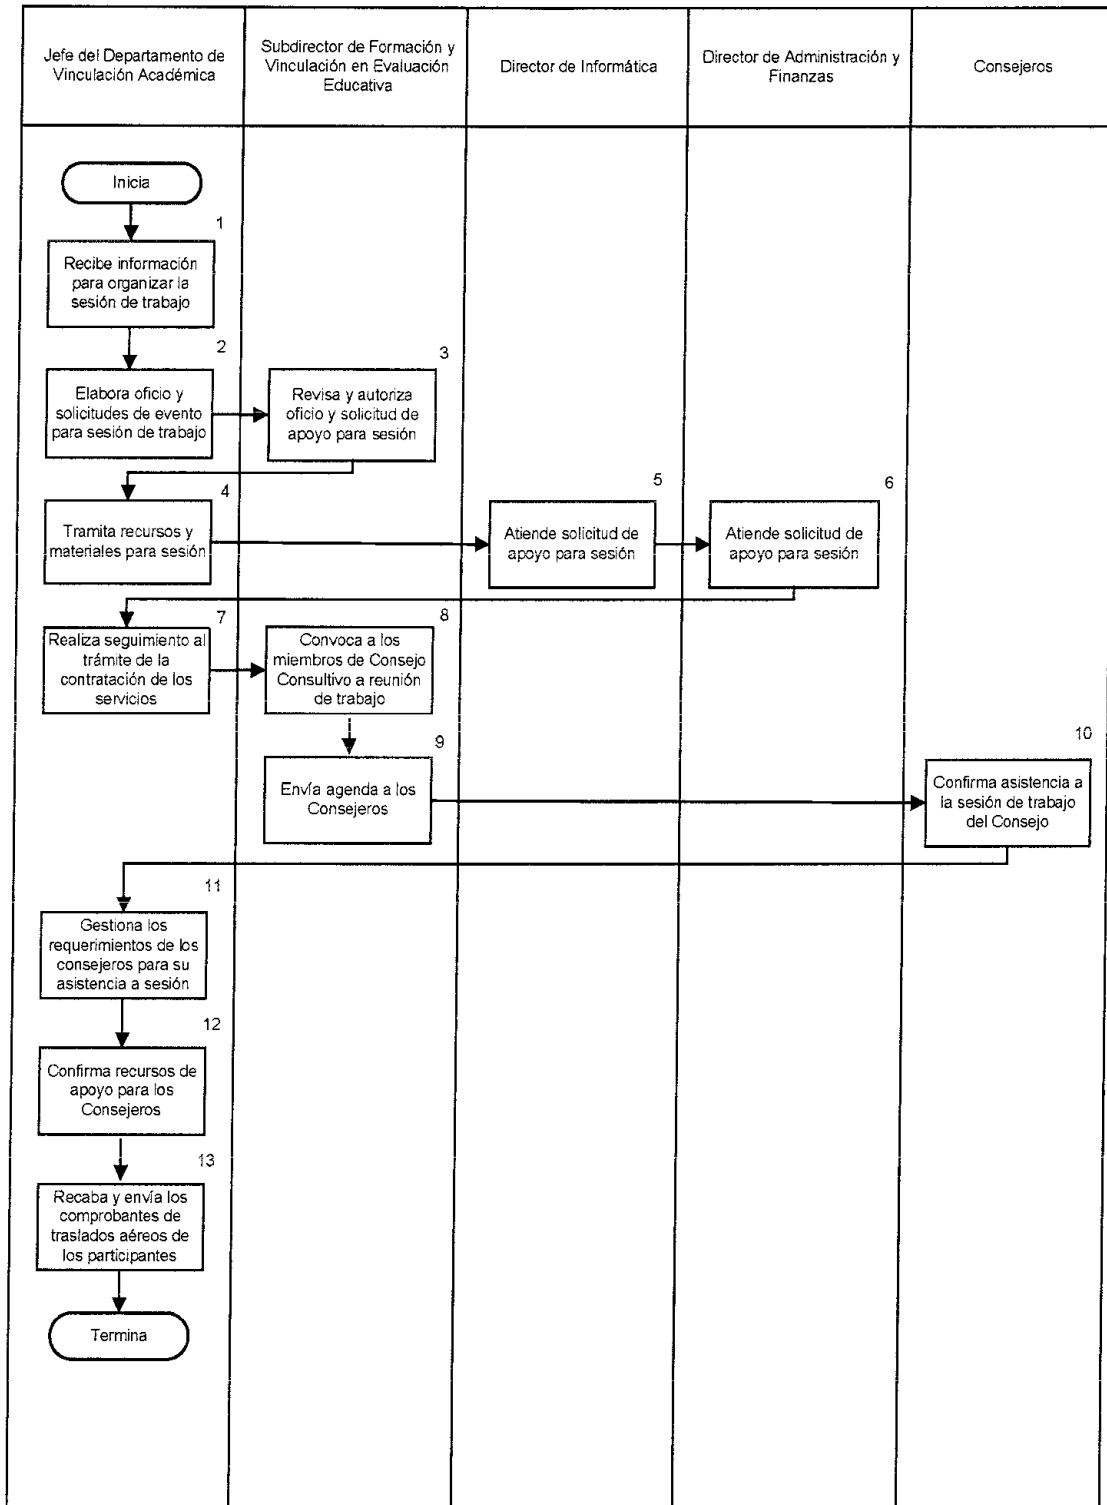 Jefe del Departamento de
Vinculación Académica
Subdirector de Formación y
Vinculación en Evaluación
Educativa
Director de Informática
Director de Administración y
Finanzas
Consejeros
Inicia
1
Recibe información
para organizar la
sesión de trabajo
2
Elabora oficio y
solicitudes de evento
para sesión de trabajo
3
Revisa y autoriza
oficio y solicitud de
apoyo para sesión
4
Tramita recursos y
materiales para sesión
5
Atiende solicitud de
apoyo para sesión
6
Atiende solicitud de
apoyo para sesión
7
Realiza seguimiento al
trámite de la
contratación de los
servicios
8
Convoca a los
miembros de Consejo
Consultivo a reunión
de trabajo
9
Envía agenda a los
Consejeros
10
Confirma asistencia a
la sesión de trabajo
del Consejo
11
Gestiona los
requerimientos de los
consejeros para su
asistencia a sesión
12
Confirma recursos de
apoyo para los
Consejeros
13
Recaba y envía los
comprobantes de
traslados aéreos de
los participantes
Termina